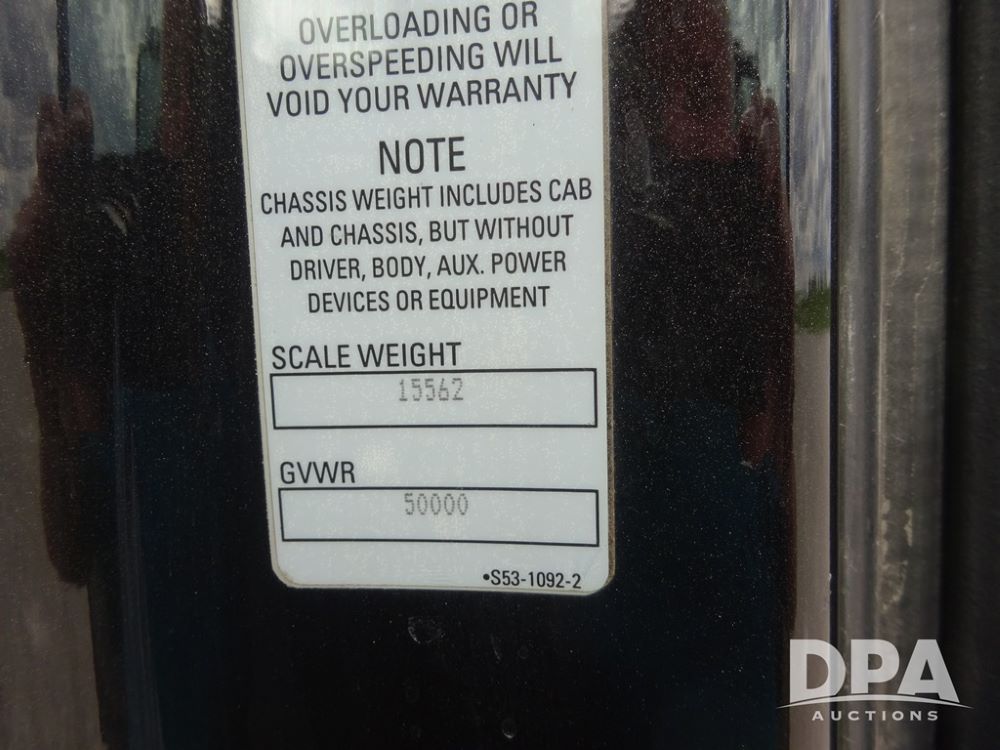 OVERLOADING OR
OVERSPEEDING WILL
VOID YOUR WARRANTY
NOTE
CHASSIS WEIGHT INCLUDES CAB
AND CHASSIS, BUT WITHOUT
DRIVER, BODY, AUX. POWER
DEVICES OR EQUIPMENT
SCALE WEIGHT
15562
GVWR
50000
•S53-1092-2
DPA
AUCTIONS